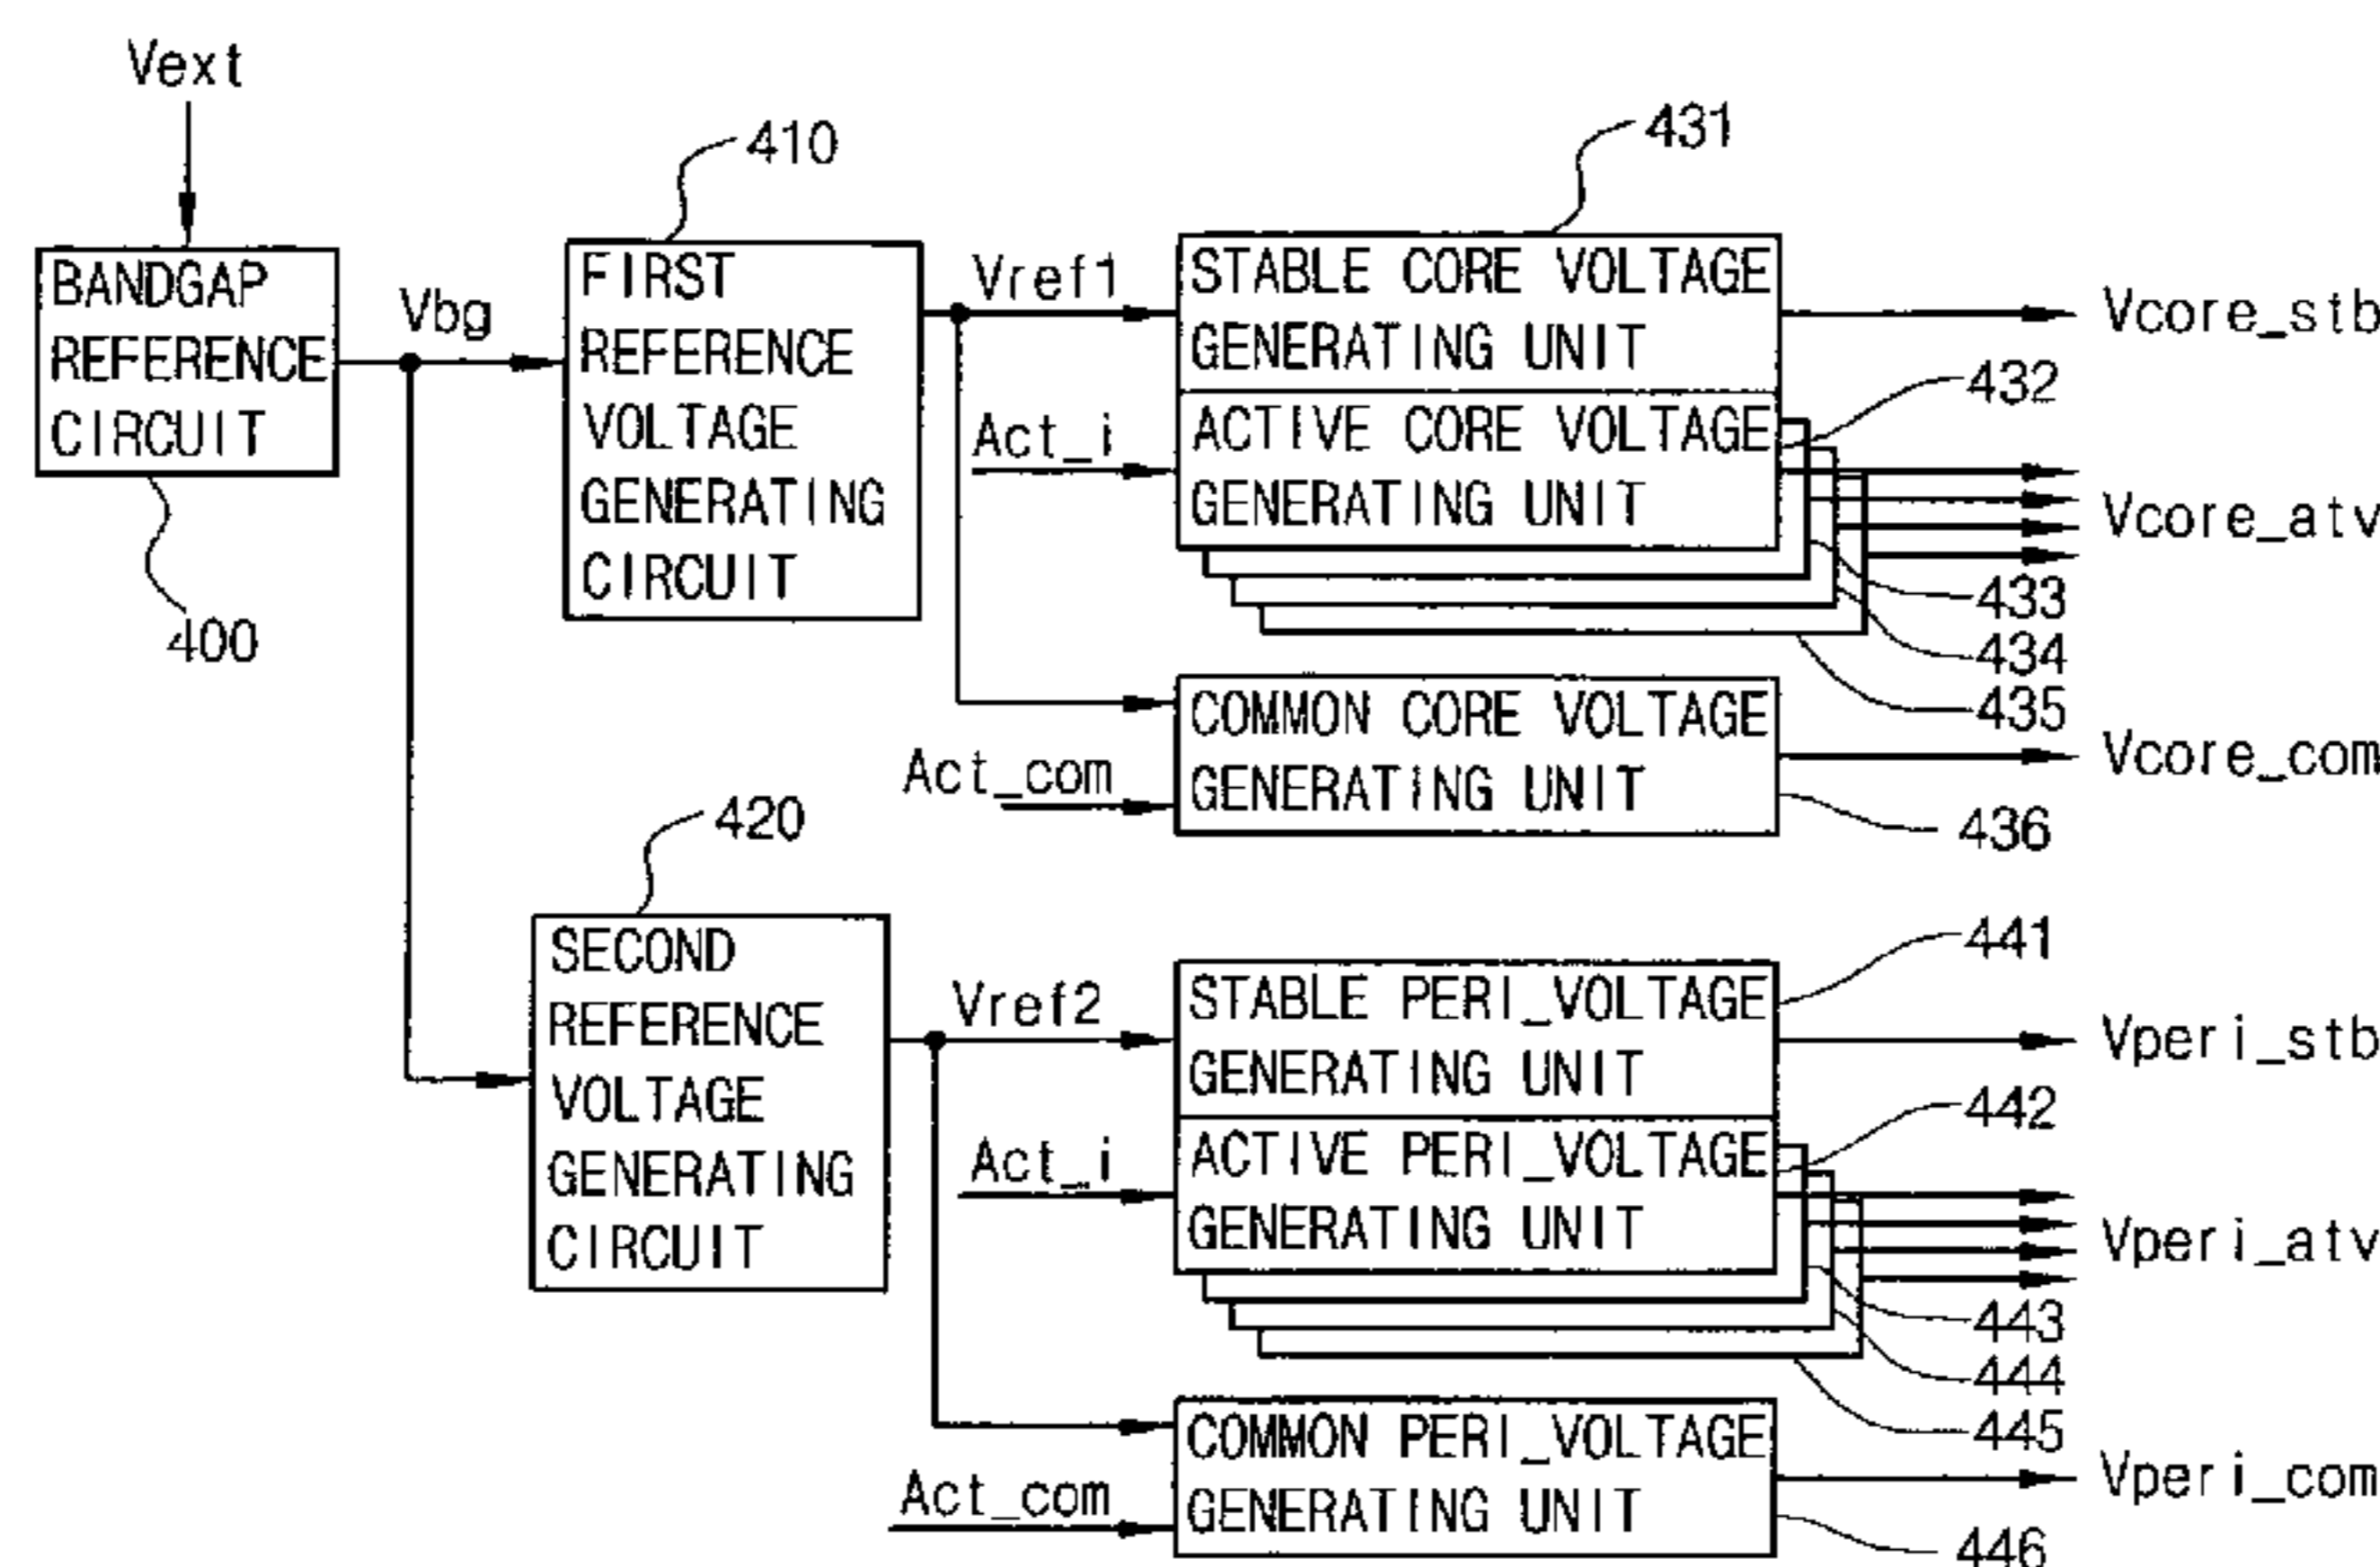 Vext
BANDGAP
REFERENCE
CIRCUIT
400
Vbg
410
FIRST
REFERENCE
VOLTAGE
GENERATING
CIRCUIT
Vref1
431
STABLE CORE VOLTAGE
GENERATING UNIT
Vcore_stb
Act_i
432
ACTIVE CORE VOLTAGE
GENERATING UNIT
Vcore_atv
433
434
435
COMMON CORE VOLTAGE
GENERATING UNIT
Act_com
Vcore_com
436
420
SECOND
REFERENCE
VOLTAGE
GENERATING
CIRCUIT
Vref2
441
STABLE PERI_VOLTAGE
GENERATING UNIT
Vperi_stb
Act_i
442
ACTIVE PERI_VOLTAGE
GENERATING UNIT
Vperi_atv
443
444
445
COMMON PERI_VOLTAGE
GENERATING UNIT
Act_com
Vperi_com
446